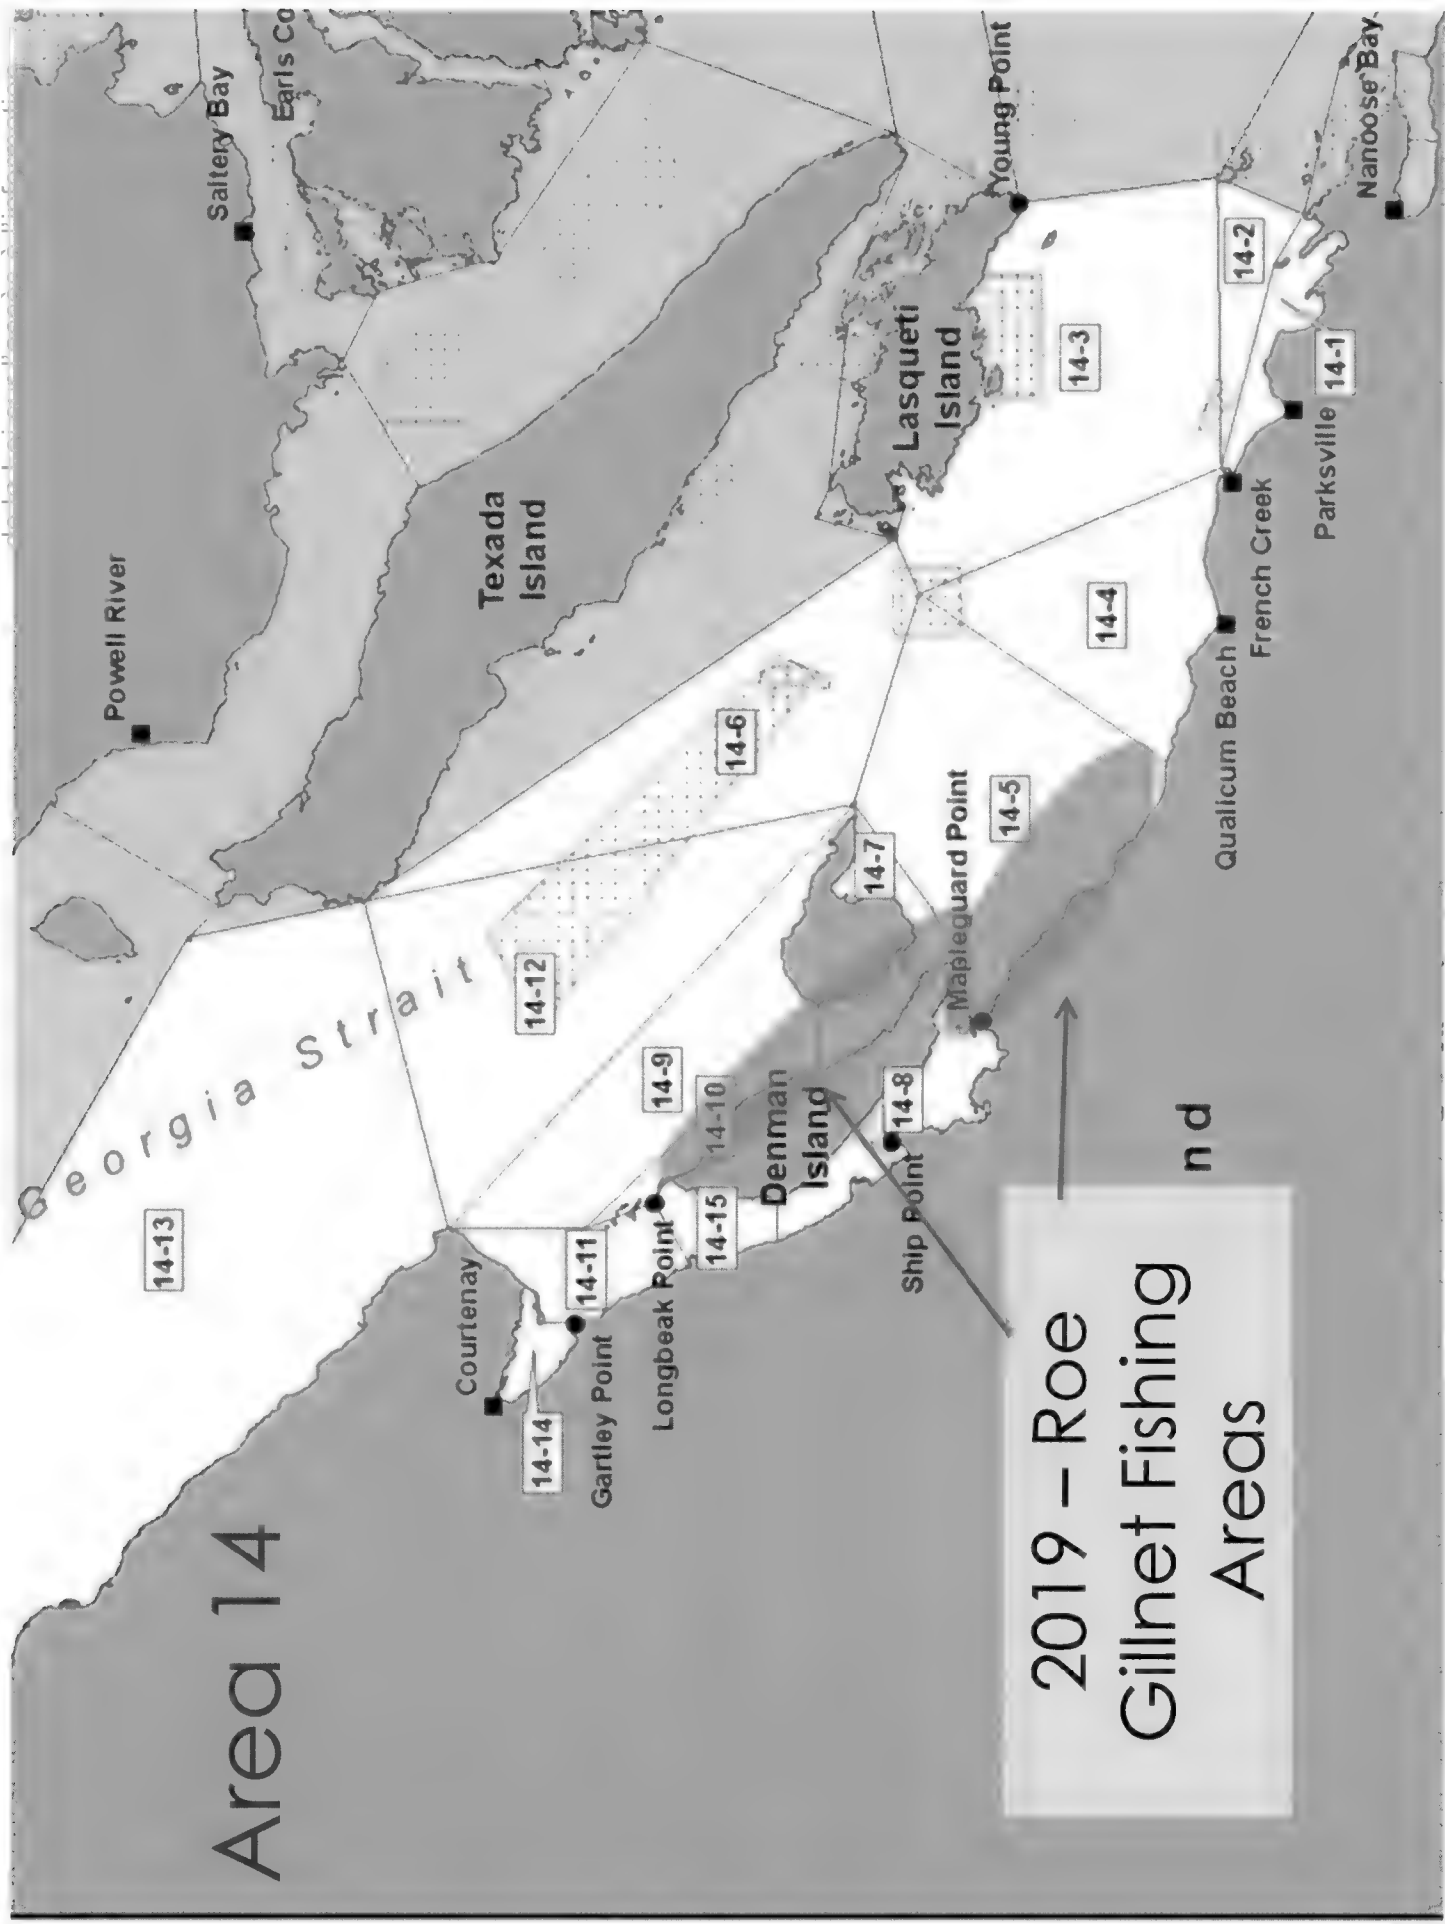 Area 14
Georgia Strait
Powell River
Saltery Bay
Earls Co
Texada
Island
14-13
14-12
14-6
Courtenay
14-14
14-11
Gartley Point
14-9
14-10
Longbeak Point
14-15
Denman
Island
14-7
14-8
Ship Point
Mapleguard Point
14-5
Lasqueti
Island
Young Point
14-3
14-4
14-2
14-1
Qualicum Beach
French Creek
Parksville
Nanoose Bay
nd
2019 – Roe
Gillnet Fishing
Areas